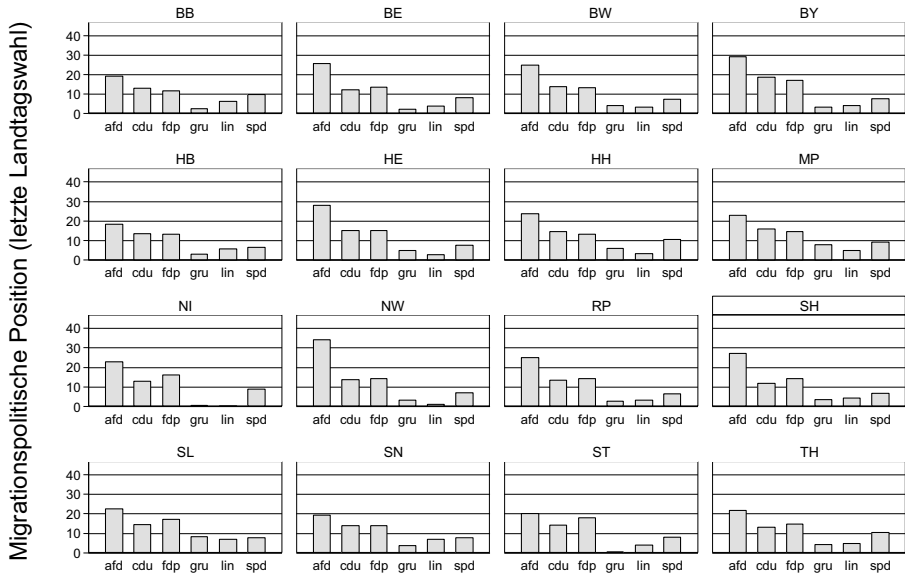 Migrationspolitische Position (letzte Landtagswahl)
BB BE BW BY
40
30
20
10
0
afd cdu fdp gru lin spd afd cdu fdp gru lin spd afd cdu fdp gru lin spd afd cdu fdp gru lin spd
HB HE HH MP
40
30
20
10
0
afd cdu fdp gru lin spd afd cdu fdp gru lin spd afd cdu fdp gru lin spd afd cdu fdp gru lin spd
NI NW RP SH
40
30
20
10
0
afd cdu fdp gru lin spd afd cdu fdp gru lin spd afd cdu fdp gru lin spd afd cdu fdp gru lin spd
SL SN ST TH
40
30
20
10
0
afd cdu fdp gru lin spd afd cdu fdp gru lin spd afd cdu fdp gru lin spd afd cdu fdp gru lin spd